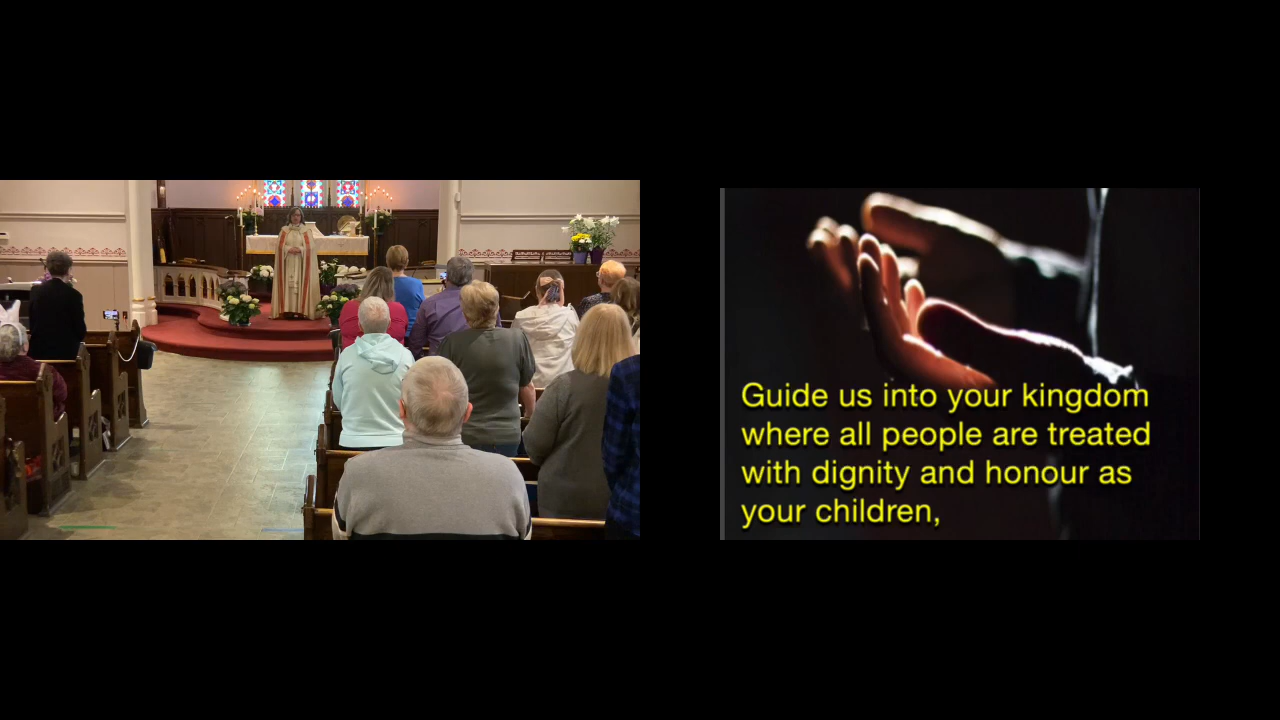 Guide us into your kingdom
where all people are treated
with dignity and honour as
your children,